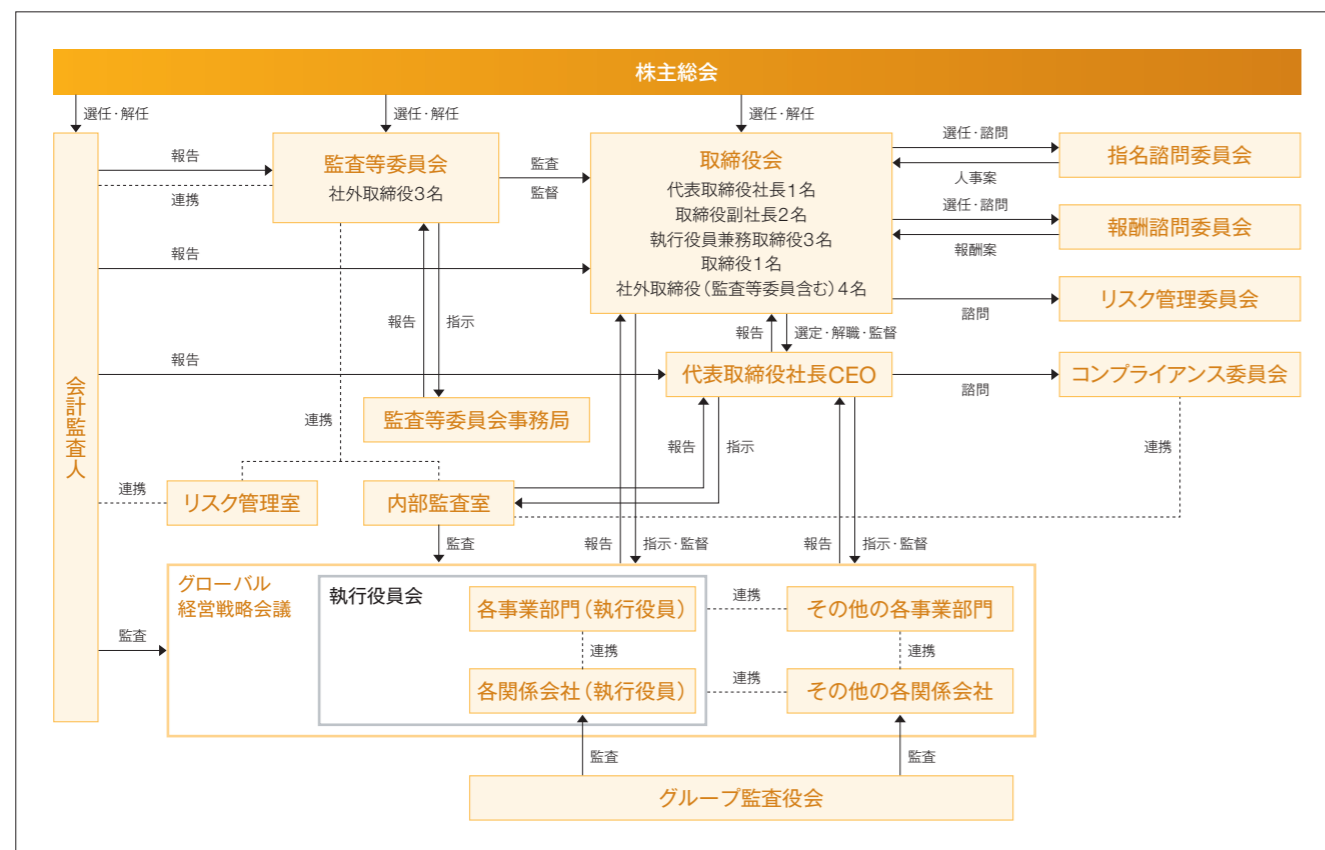 株主総会
選任・解任
選任・解任
選任・解任
会計監査人
報告
連携
監査等委員会
社外取締役3名
監査
監督
取締役会
代表取締役社長1名
取締役副社長2名
執行役員兼務取締役3名
取締役1名
社外取締役（監査等委員含む）4名
選任・諮問
人事案
指名諮問委員会
選任・諮問
報酬案
報酬諮問委員会
諮問
リスク管理委員会
報告
報告
指示
報告
選定・解職・監督
報告
代表取締役社長CEO
諮問
コンプライアンス委員会
監査等委員会事務局
連携
報告
指示
連携
連携
リスク管理室
内部監査室
監査
報告
指示・監督
報告
指示・監督
グローバル
経営戦略会議
執行役員会
各事業部門（執行役員）
連携
その他の各事業部門
監査
連携
連携
各関係会社（執行役員）
連携
その他の各関係会社
監査
監査
グループ監査役会